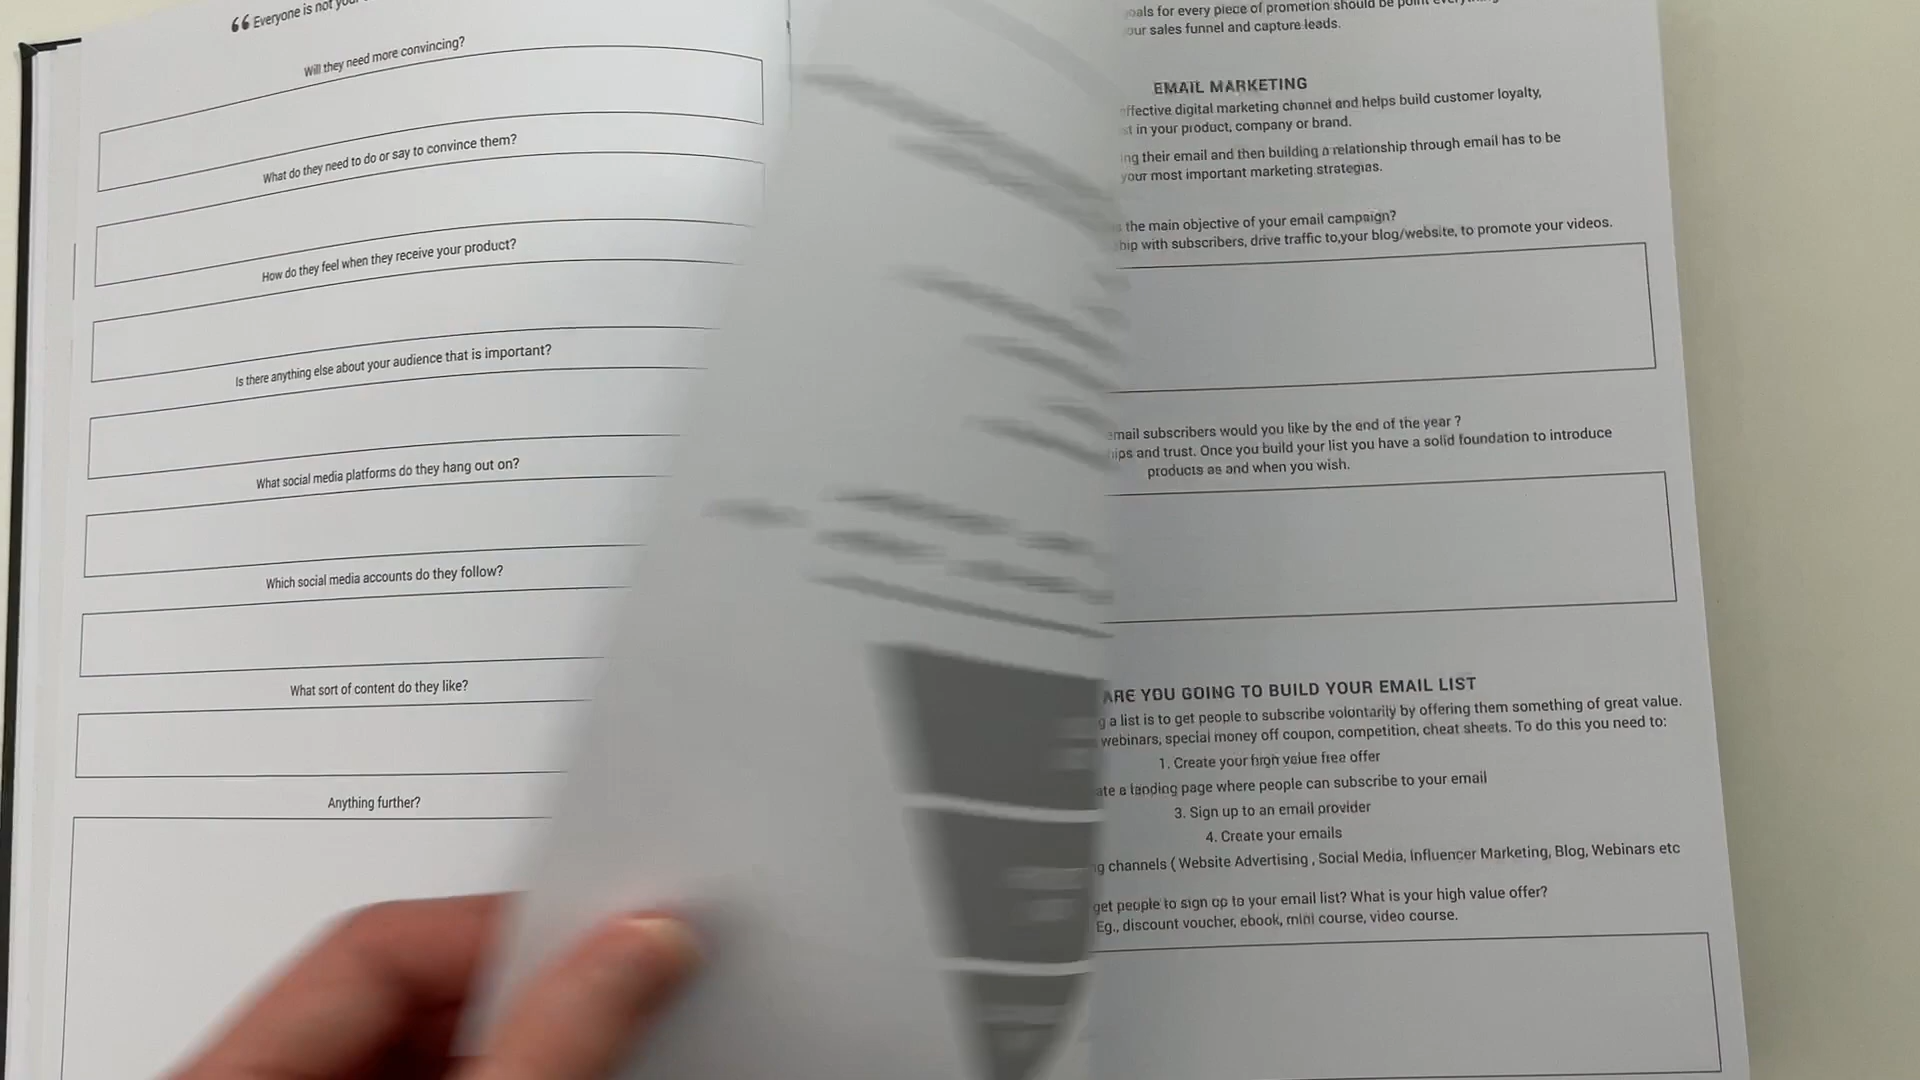 Everyone is not your
Will they need more convincing?
What do they need to do or say to convince them?
How do they feel when they receive your product?
Is there anything else about your audience that is important?
What social media platforms do they hang out on?
Which social media accounts do they follow?
What sort of content do they like?
Anything further?
for every piece of promotion should be
sales funnel and capture leads.
EMAIL MARKETING
digital marketing channel and helps build customer loyalty,
in your product, company or brand.
their email and then building a relationship through email has to be
your most important marketing strategies.
the main objective of your email campaign?
with subscribers, drive traffic to,your blog/website, to promote your videos.
email subscribers would you like by the end of the year ?
and trust. Once you build your list you have a solid foundation to introduce
products as and when you wish.
ARE YOU GOING TO BUILD YOUR EMAIL LIST
a list is to get people to subscribe volontarily by offering them something of great value.
webinars, special money off coupon, competition, cheat sheets. To do this you need to:
1. Create your high value free offer
a landing page where people can subscribe to your email
3. Sign up to an email provider
4. Create your emails
channels ( Website Advertising , Social Media, Influencer Marketing, Blog, Webinars etc
get people to sign up to your email list? What is your high value offer?
Eg., discount voucher, ebook, mini course, video course.